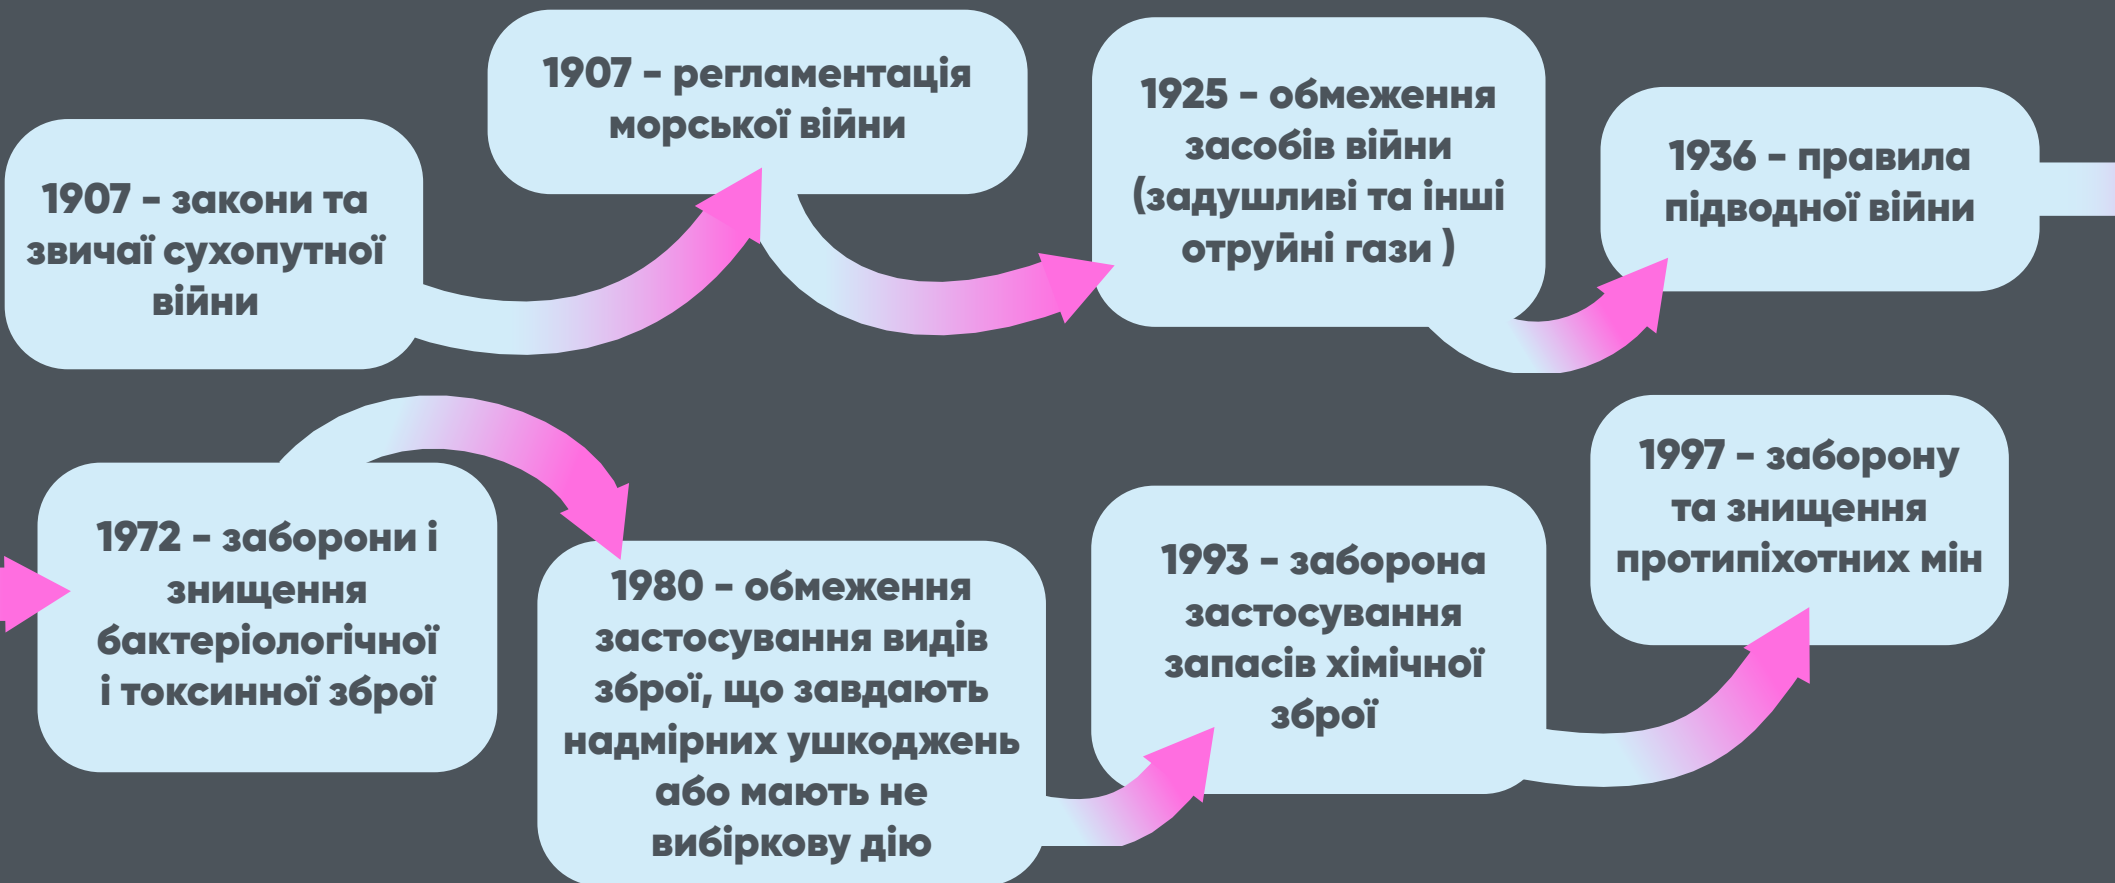 1907 - закони та
звичаї сухопутної
війни
1907 - регламентація
морської війни
1925 - обмеження
засобів війни
(задушливі та інші
отруйні гази )
1936 - правила
підводної війни
1972 - заборони і
знищення
бактеріологічної
і токсинної зброї
1980 - обмеження
застосування видів
зброї, що завдають
надмірних ушкоджень
або мають не
вибіркову дію
1993 - заборона
застосування
запасів хімічної
зброї
1997 - заборону
та знищення
протипіхотних мін